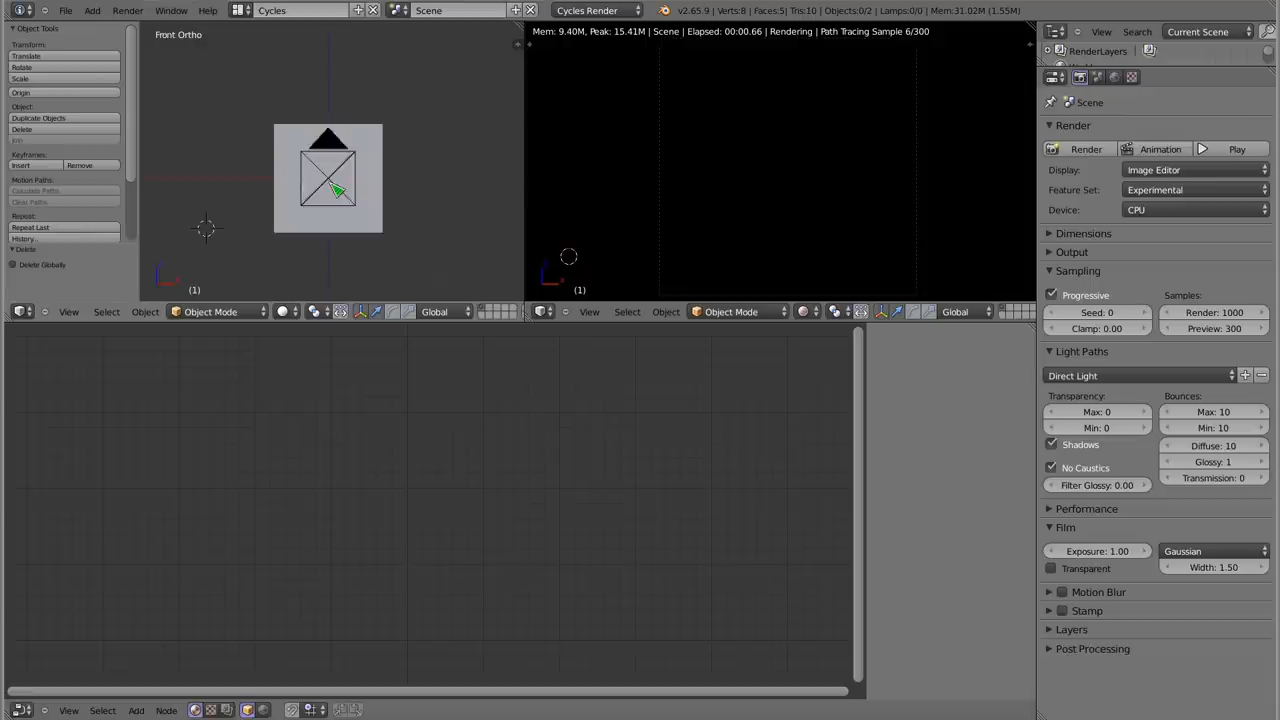 File Add Render Window Help Cycles Scene Cycles Render v2.65.9 | Verts:8 | Faces:5| Tris:10 | Objects:0/2 | Lamps:0/0 | Mem:31.02M (1.55M)
Object Tools
Transform:
Translate
Rotate
Scale
Origin
Object:
Duplicate Objects
Delete
Join
Keyframes:
Insert Remove
Motion Paths:
Calculate Paths
Clear Paths
Repeat:
Repeat Last
History...
Delete
Delete Globally
Front Ortho
(1)
View Select Object Object Mode Global
Mem: 9.40M, Peak: 15.41M | Scene | Elapsed: 00:00.66 | Rendering | Path Tracing Sample 6/300
(1)
View Select Object Object Mode Global
View Select Add Node
View Search Current Scene
RenderLayers
Scene
Render
Render Animation Play
Display: Image Editor
Feature Set: Experimental
Device: CPU
Dimensions
Output
Sampling
Progressive Samples:
Seed: 0 Render: 1000
Clamp: 0.00 Preview: 300
Light Paths
Direct Light
Transparency: Bounces:
Max: 0 Max: 10
Min: 0 Min: 10
Shadows Diffuse: 10
No Caustics Glossy: 1
Filter Glossy: 0.00 Transmission: 0
Performance
Film
Exposure: 1.00 Gaussian
Transparent Width: 1.50
Motion Blur
Stamp
Layers
Post Processing